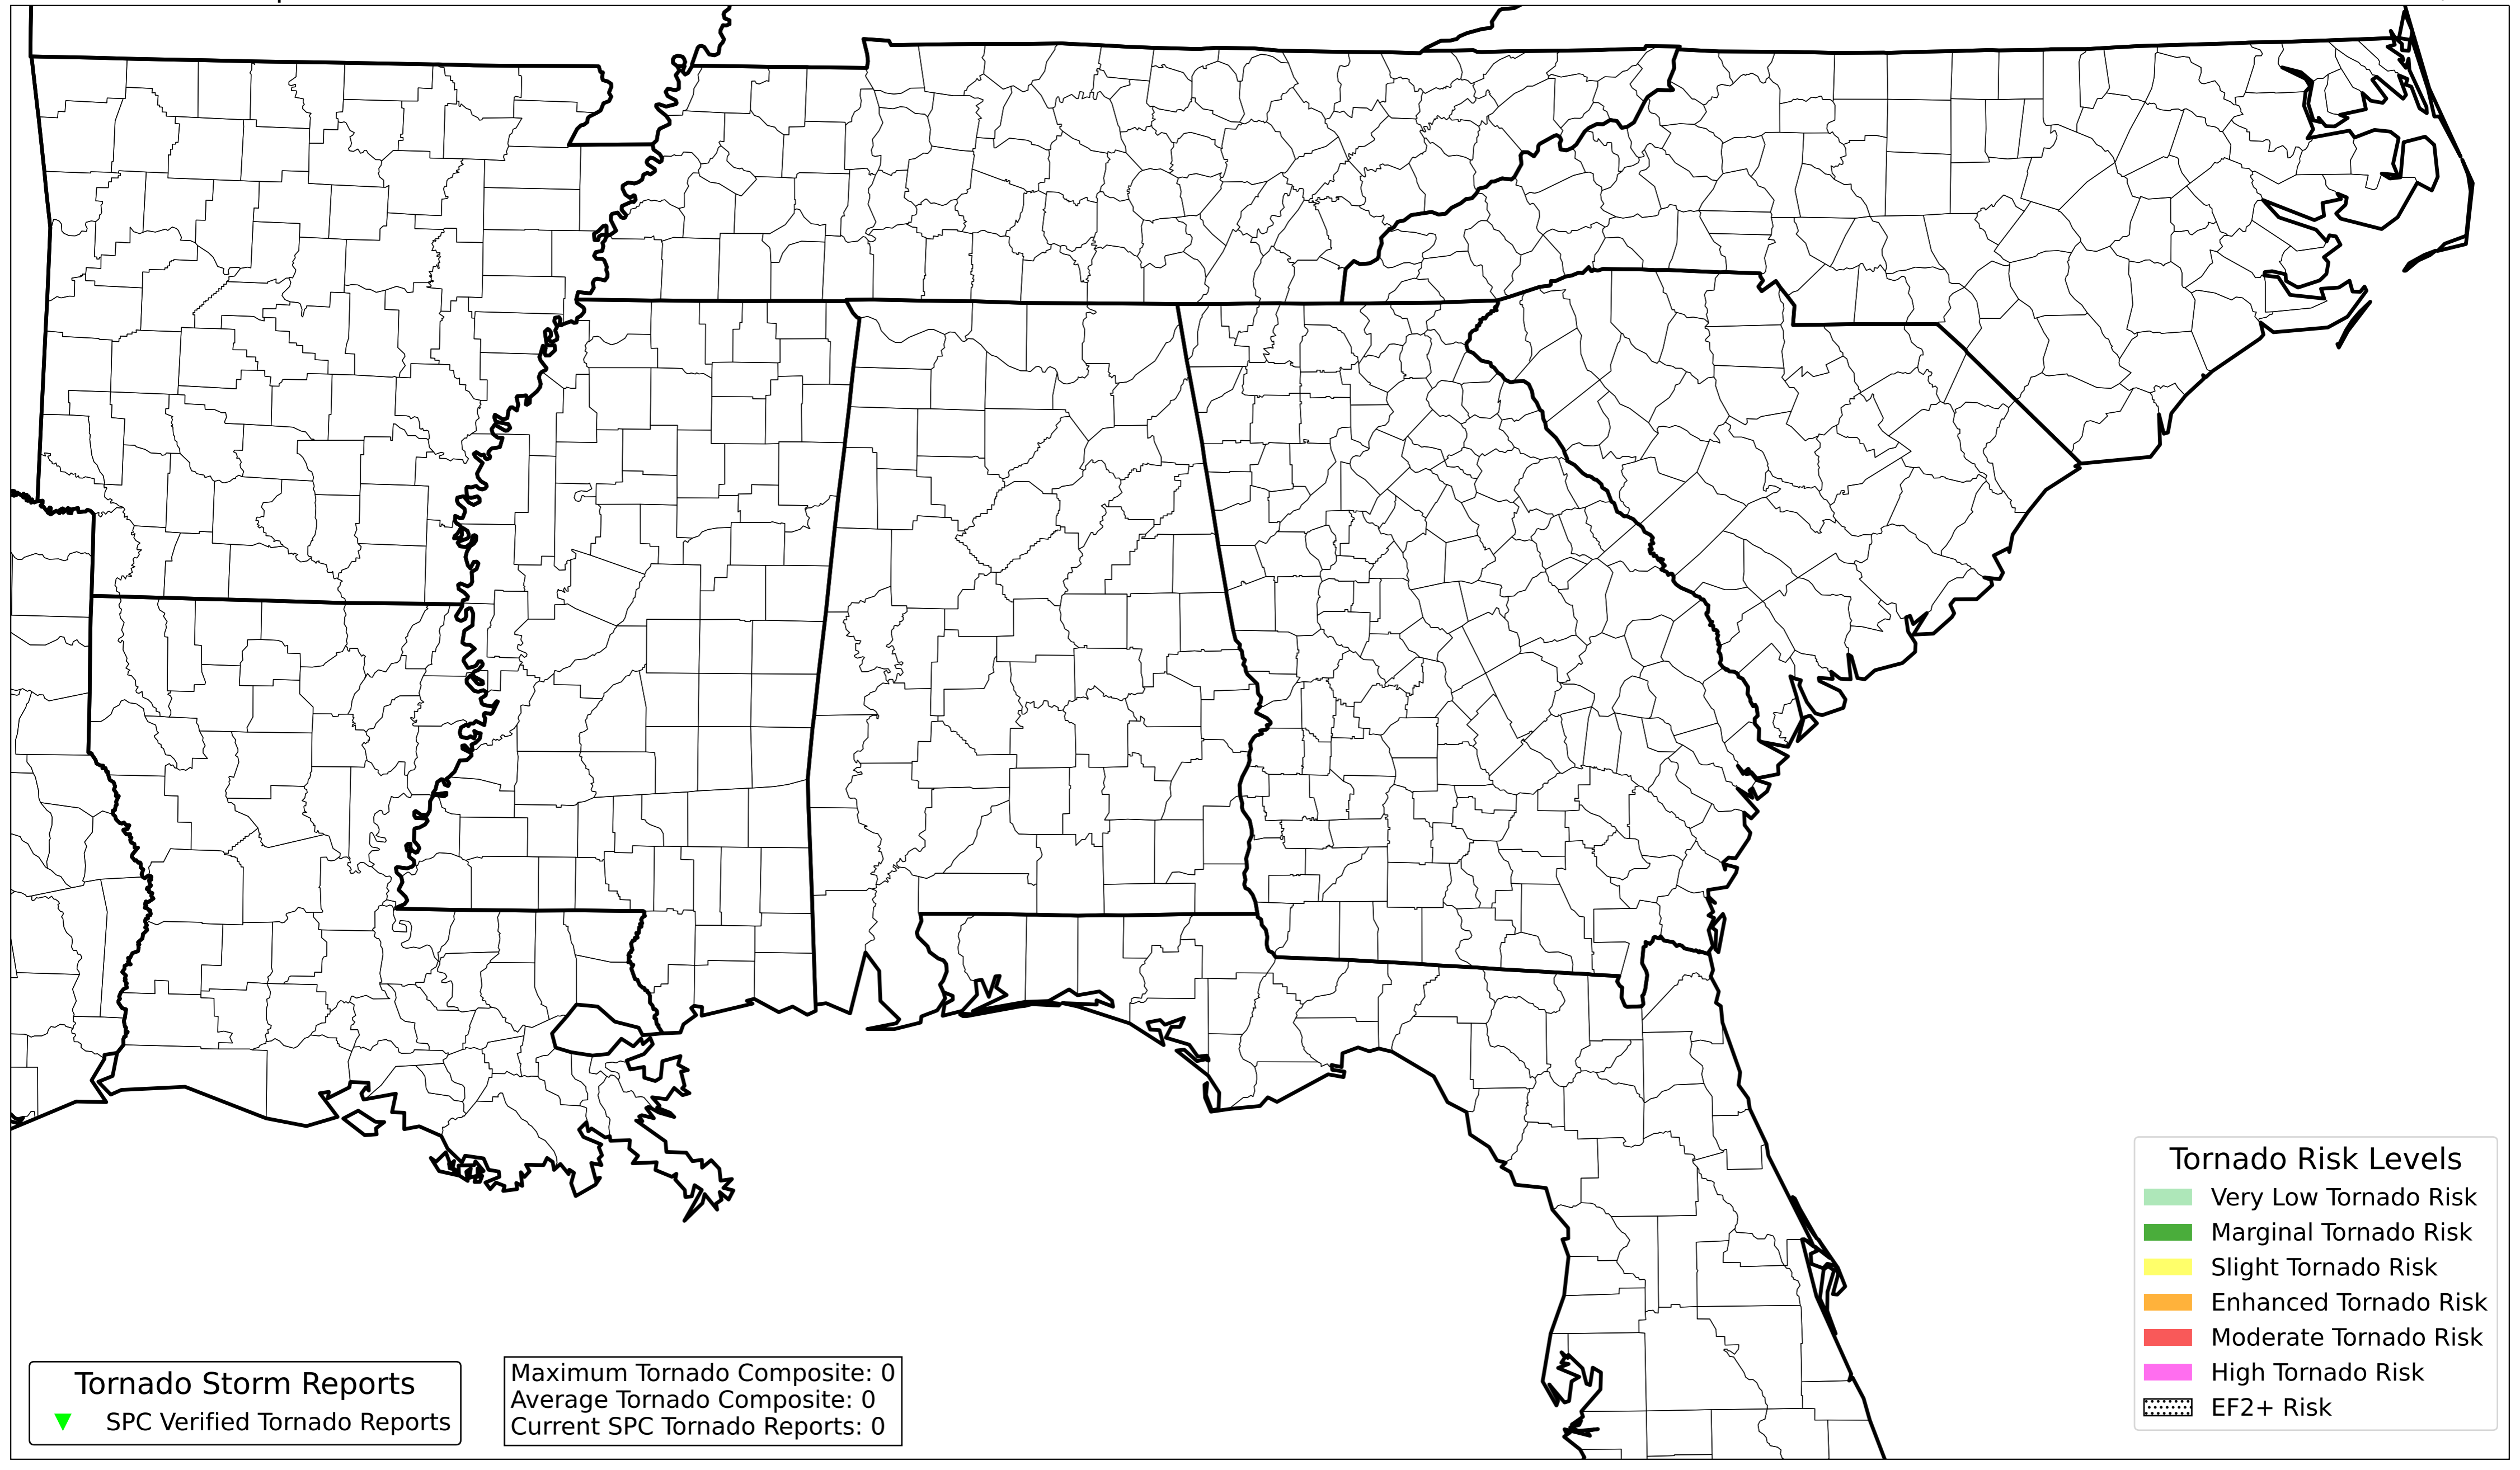 Tornado Storm Reports
SPC Verified Tornado Reports
Maximum Tornado Composite: 0
Average Tornado Composite: 0
Current SPC Tornado Reports: 0
Tornado Risk Levels
Very Low Tornado Risk
Marginal Tornado Risk
Slight Tornado Risk
Enhanced Tornado Risk
Moderate Tornado Risk
High Tornado Risk
EF2+ Risk